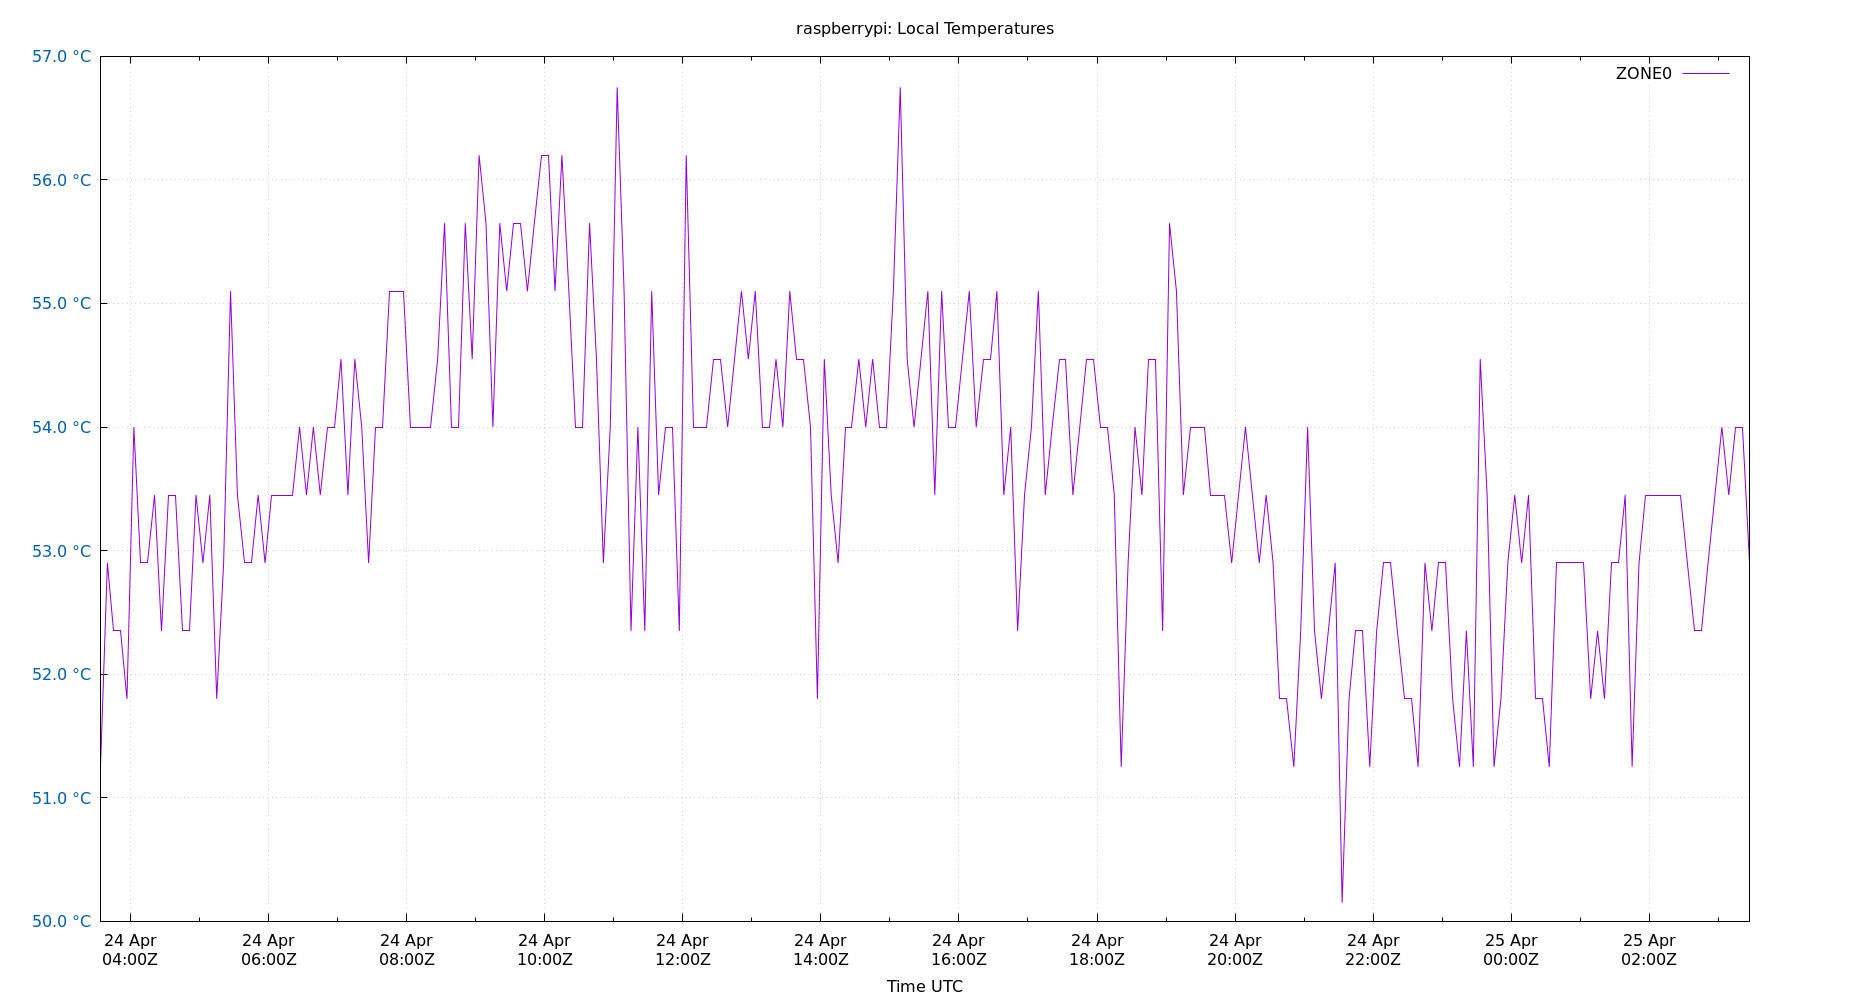 raspberrypi: Local Temperatures
57.0 °C
ZONE0
56.0 °C
55.0 °C
54.0 °C
53.0 °C
52.0 °C
51.0 °C
50.0 °C
24 Apr 24 Apr 24 Apr 24 Apr 24 Apr 24 Apr 24 Apr 24 Apr 24 Apr 24 Apr 25 Apr 25 Apr
04:00Z 06:00Z 08:00Z 10:00Z 12:00Z 14:00Z 16:00Z 18:00Z 20:00Z 22:00Z 00:00Z 02:00Z
Time UTC